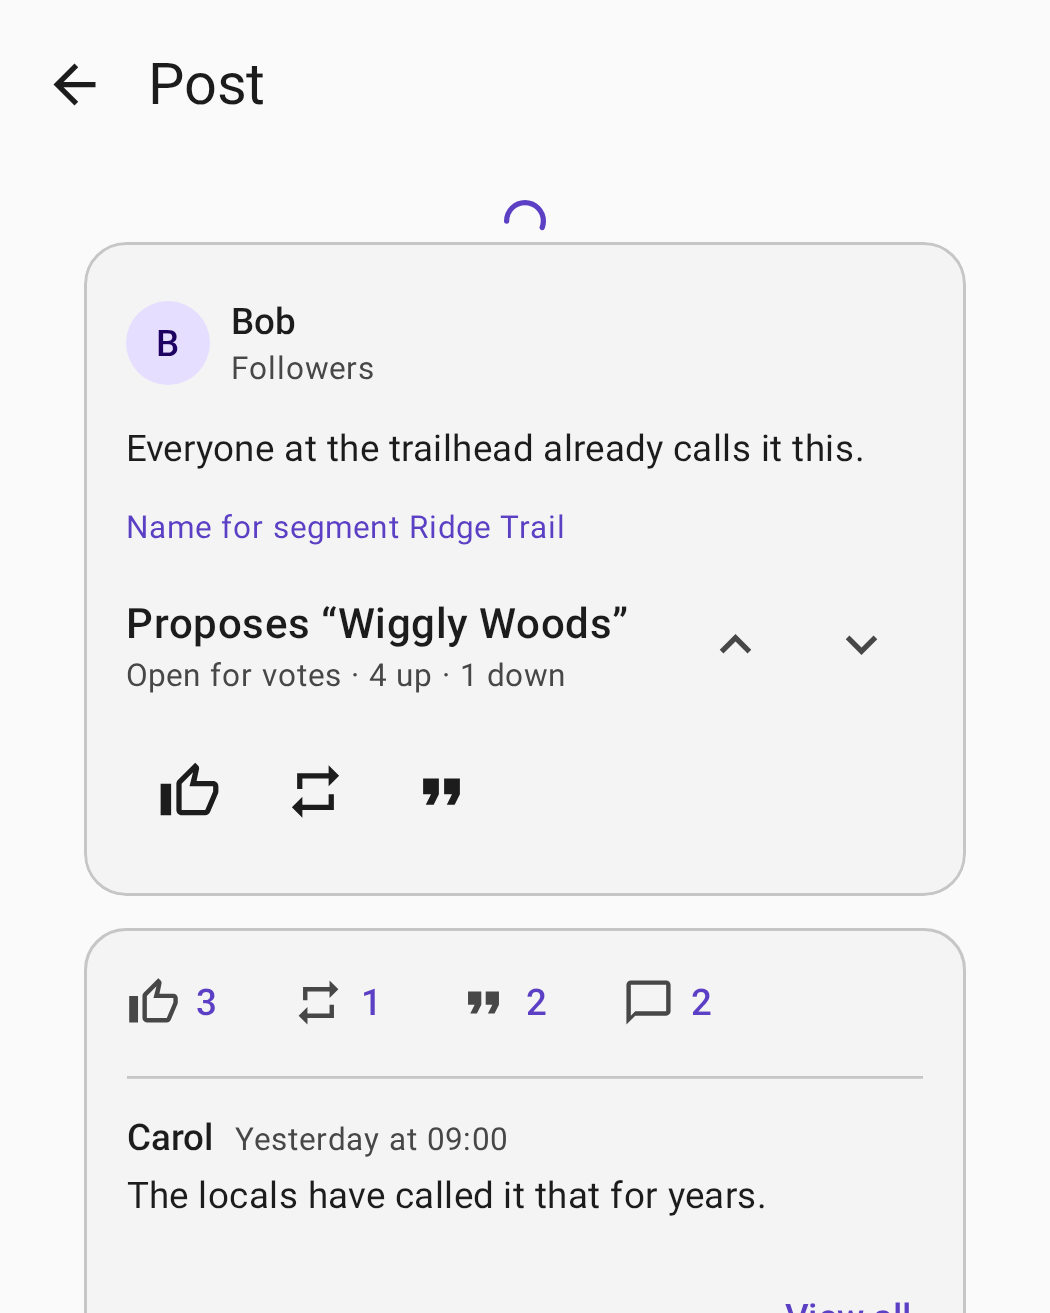 Post
B
Bob
Followers
Everyone at the trailhead already calls it this.
Name for segment Ridge Trail
Proposes “Wiggly Woods”
Open for votes · 4 up · 1 down
3 1 2 2
Carol Yesterday at 09:00
The locals have called it that for years.
View all